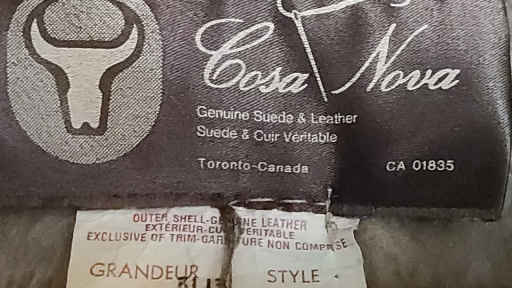 Cosa Nova
Genuine Suede & Leather
Suede & Cuir Véritable
Toronto-Canada CA 01835
OUTER SHELL-GENUINE LEATHER
EXTÉRIEUR-CUIR VERITABLE
EXCLUSIVE OF TRIM-GARNITURE NON COMPRISE
GRANDEUR STYLE